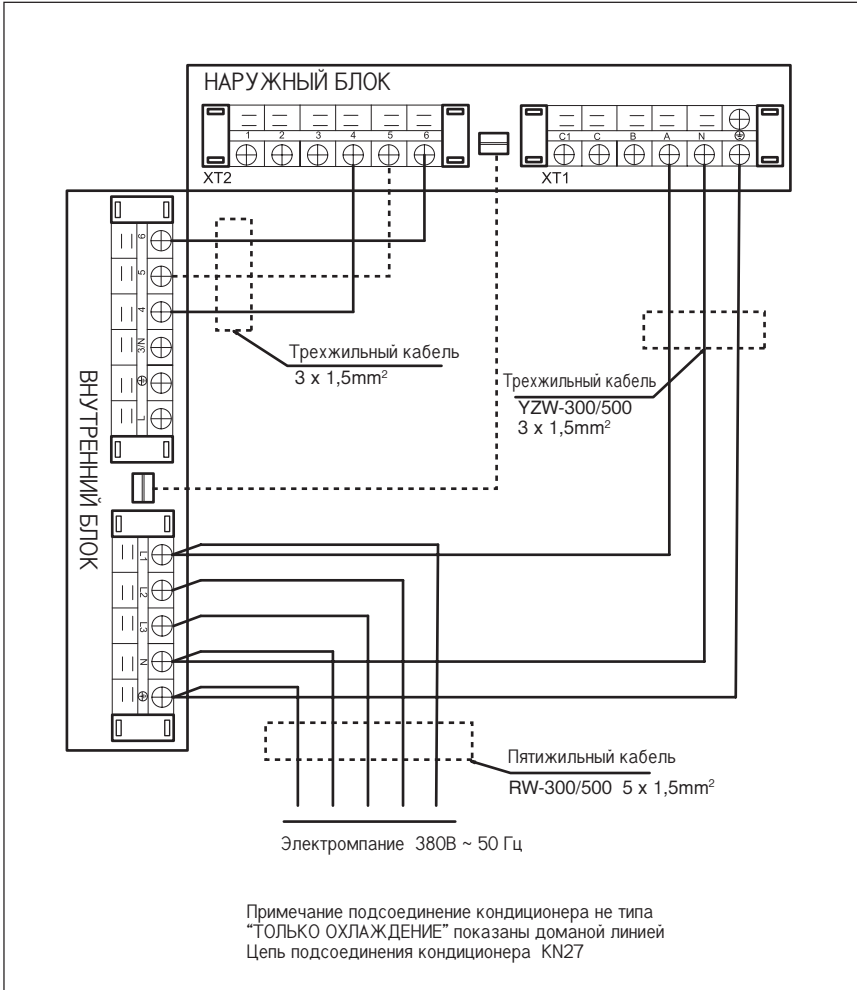 НАРУЖНЫЙ БЛОК
1 2 3 4 5 6
C1 C B A N
XT2
XT1
6
5
4
3/N
L
ВНУТРЕННИЙ БЛОК
Трехжильный кабель
3 x 1,5mm²
Трехжильный кабель
YZW-300/500
3 x 1,5mm²
L1
L2
L3
N
Пятижильный кабель
RW-300/500 5 x 1,5mm²
Электромпание 380В ~ 50 Гц
Примечание подсоединение кондиционера не типа
“ТОЛЬКО ОХЛАЖДЕНИЕ” показаны доманой линией
Цепь подсоединения кондиционера KN27